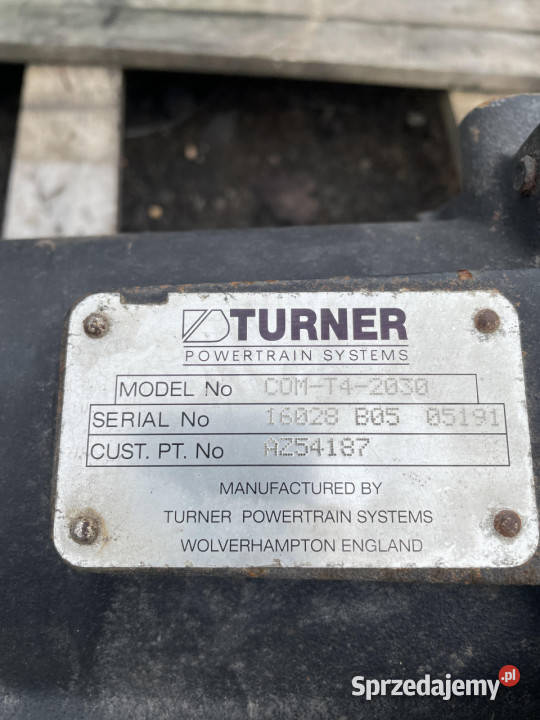 TURNER
POWERTRAIN SYSTEMS
MODEL No COM-T4-2030
SERIAL No 16028 B05 05191
CUST. PT. No AZ54187
MANUFACTURED BY
TURNER POWERTRAIN SYSTEMS
WOLVERHAMPTON ENGLAND
Sprzedajemy.pl